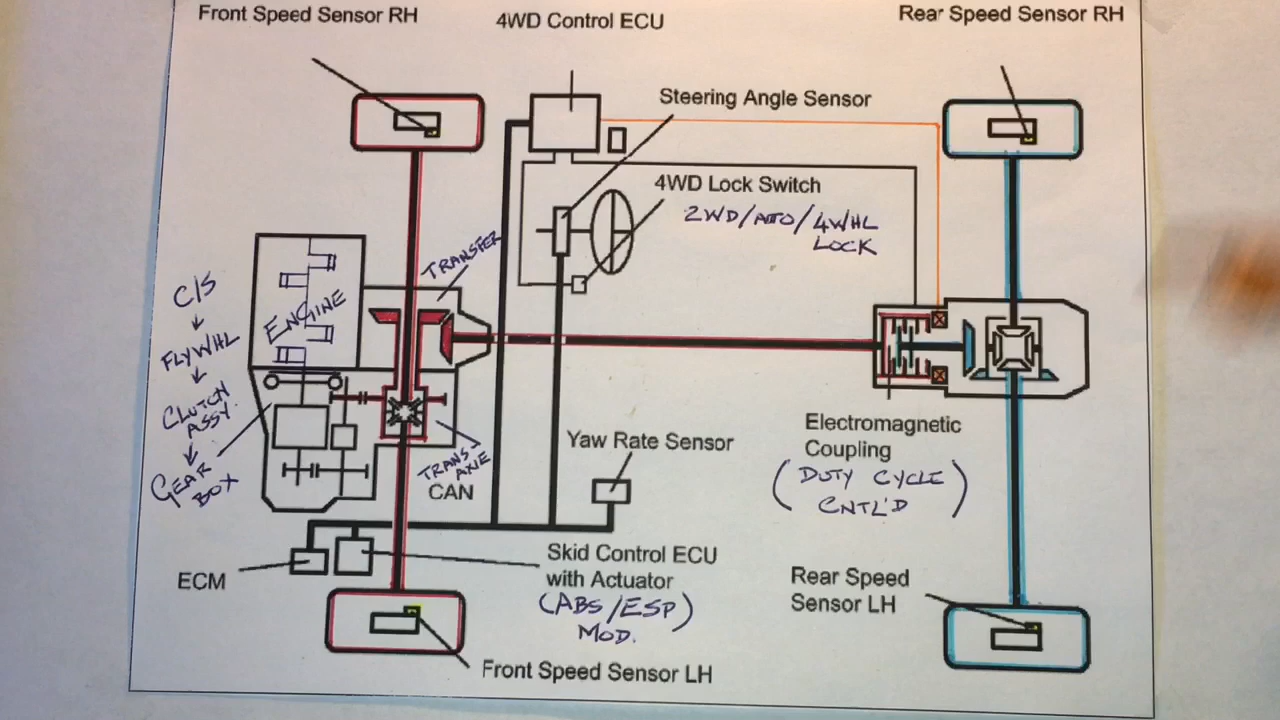 Front Speed Sensor RH
4WD Control ECU
Rear Speed Sensor RH
Steering Angle Sensor
4WD Lock Switch
2WD/ATO/4WHL
LOCK
TRANSFER
ENGINE
C/S
FLYWHL
CLUTCH
ASSY.
GEAR
BOX
TRANS-
AXLE
CAN
Yaw Rate Sensor
Electromagnetic
Coupling
(DUTY CYCLE
CNTL'D)
ECM
Skid Control ECU
with Actuator
(ABS/ESP)
MOD.
Rear Speed
Sensor LH
Front Speed Sensor LH